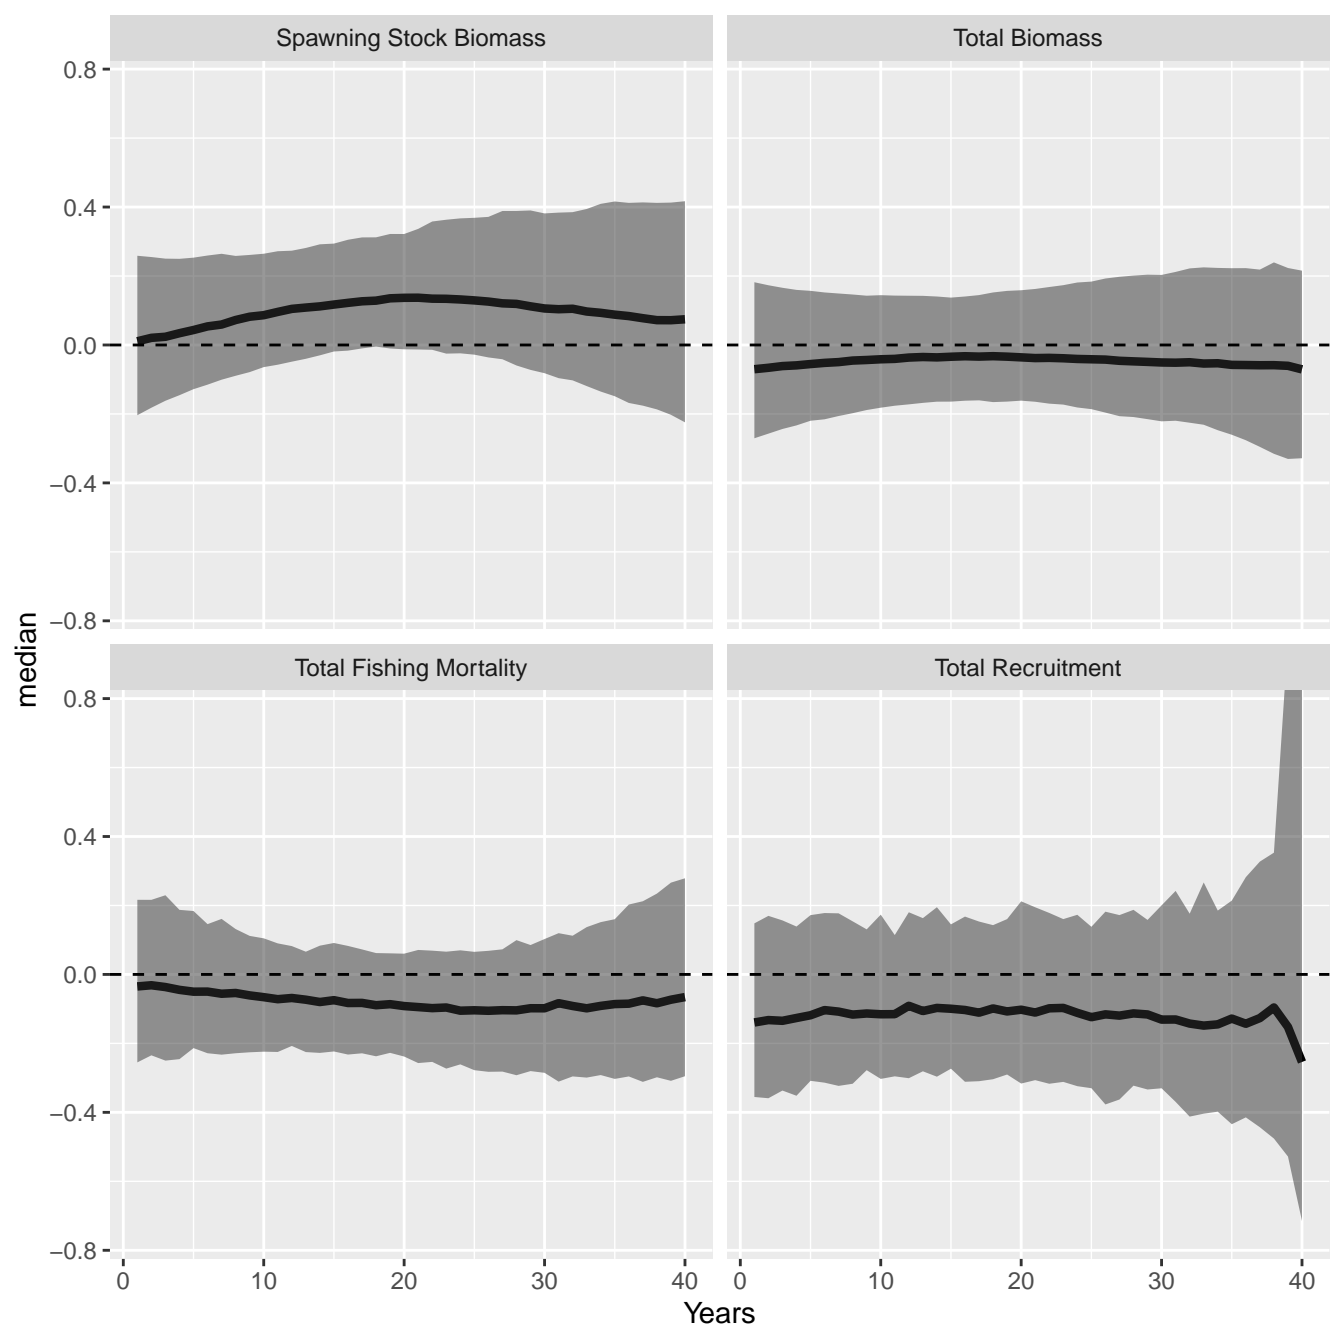 Spawning Stock Biomass
Total Biomass
0.8
0.4
0.0
−0.4
−0.8
median
Total Fishing Mortality
Total Recruitment
0.8
0.4
0.0
−0.4
−0.8
0 10 20 30 40
0 10 20 30 40
Years